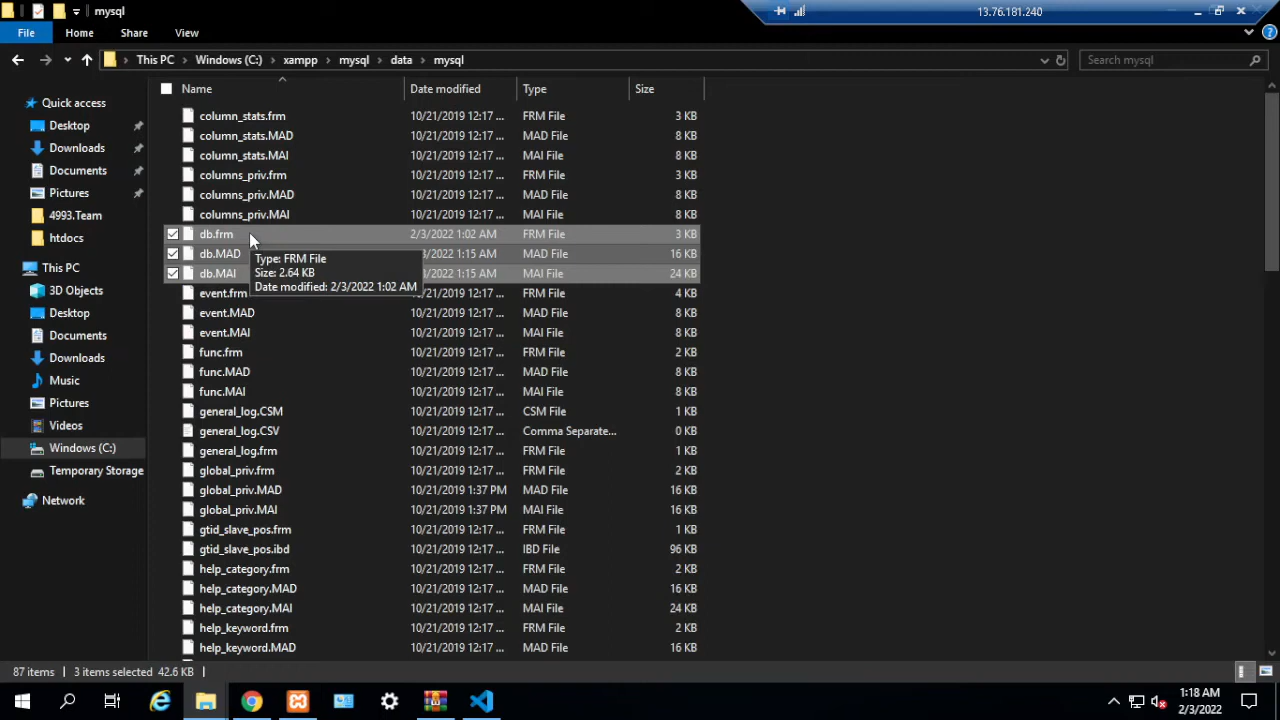 mysql
13.76.181.240
File Home Share View
This PC Windows (C:) xampp mysql data mysql
Search mysql
Name Date modified Type Size
Quick access
Desktop
Downloads
Documents
Pictures
4993.Team
htdocs
This PC
3D Objects
Desktop
Documents
Downloads
Music
Pictures
Videos
Windows (C:)
Temporary Storage
Network
column_stats.frm 10/21/2019 12:17 ... FRM File 3 KB
column_stats.MAD 10/21/2019 12:17 ... MAD File 8 KB
column_stats.MAI 10/21/2019 12:17 ... MAI File 8 KB
columns_priv.frm 10/21/2019 12:17 ... FRM File 3 KB
columns_priv.MAD 10/21/2019 12:17 ... MAD File 8 KB
columns_priv.MAI 10/21/2019 12:17 ... MAI File 8 KB
db.frm 2/3/2022 1:02 AM FRM File 3 KB
db.MAD 3/2022 1:15 AM MAD File 16 KB
db.MAI 3/2022 1:15 AM MAI File 24 KB
Type: FRM File
Size: 2.64 KB
Date modified: 2/3/2022 1:02 AM
event.frm 10/21/2019 12:17 ... FRM File 4 KB
event.MAD 10/21/2019 12:17 ... MAD File 8 KB
event.MAI 10/21/2019 12:17 ... MAI File 8 KB
func.frm 10/21/2019 12:17 ... FRM File 2 KB
func.MAD 10/21/2019 12:17 ... MAD File 8 KB
func.MAI 10/21/2019 12:17 ... MAI File 8 KB
general_log.CSM 10/21/2019 12:17 ... CSM File 1 KB
general_log.CSV 10/21/2019 12:17 ... Comma Separate... 0 KB
general_log.frm 10/21/2019 12:17 ... FRM File 2 KB
global_priv.frm 10/21/2019 12:17 ... FRM File 2 KB
global_priv.MAD 10/21/2019 1:37 PM MAD File 16 KB
global_priv.MAI 10/21/2019 1:37 PM MAI File 16 KB
gtid_slave_pos.frm 10/21/2019 12:17 ... FRM File 1 KB
gtid_slave_pos.ibd 10/21/2019 12:17 ... IBD File 96 KB
help_category.frm 10/21/2019 12:17 ... FRM File 2 KB
help_category.MAD 10/21/2019 12:17 ... MAD File 16 KB
help_category.MAI 10/21/2019 12:17 ... MAI File 24 KB
help_keyword.frm 10/21/2019 12:17 ... FRM File 2 KB
help_keyword.MAD 10/21/2019 12:17 ... MAD File 16 KB
87 items 3 items selected 42.6 KB
1:18 AM
2/3/2022